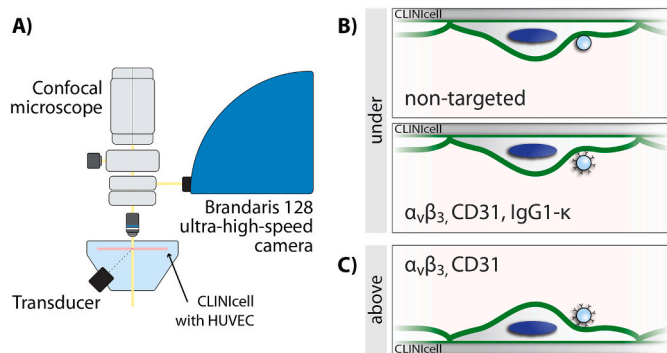 A)
Confocal
microscope
Brandaris 128
ultra-high-speed
camera
Transducer
CLINIcell
with HUVEC
B)
under
CLINIcell
non-targeted
CLINIcell
αvβ3, CD31, IgG1-κ
C)
above
αvβ3, CD31
CLINIcell